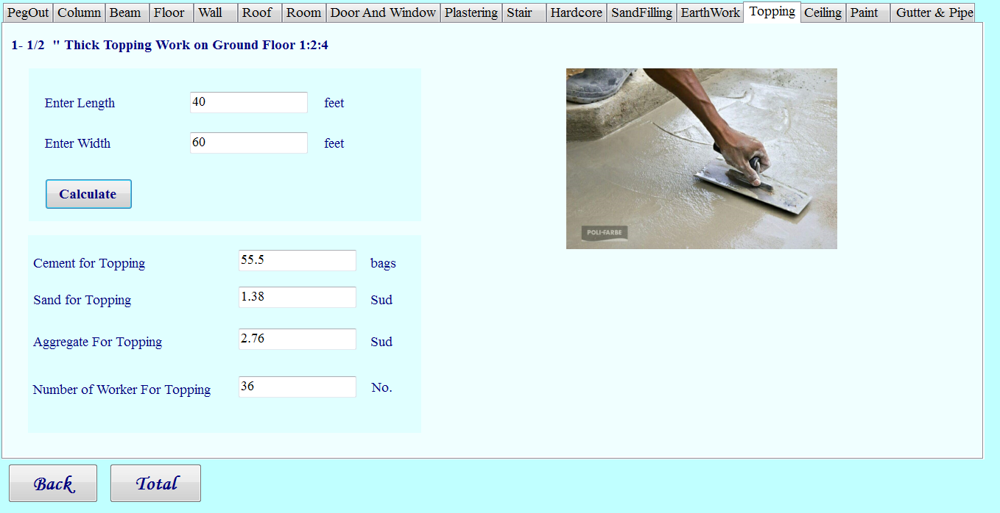 PegOut Column Beam Floor Wall Roof Room Door And Window Plastering Stair Hardcore SandFilling EarthWork Topping Ceiling Paint Gutter & Pipe
1- 1/2 " Thick Topping Work on Ground Floor 1:2:4
Enter Length 40 feet
Enter Width 60 feet
Calculate
POLI-FARBE
Cement for Topping 55.5 bags
Sand for Topping 1.38 Sud
Aggregate For Topping 2.76 Sud
Number of Worker For Topping 36 No.
Back Total